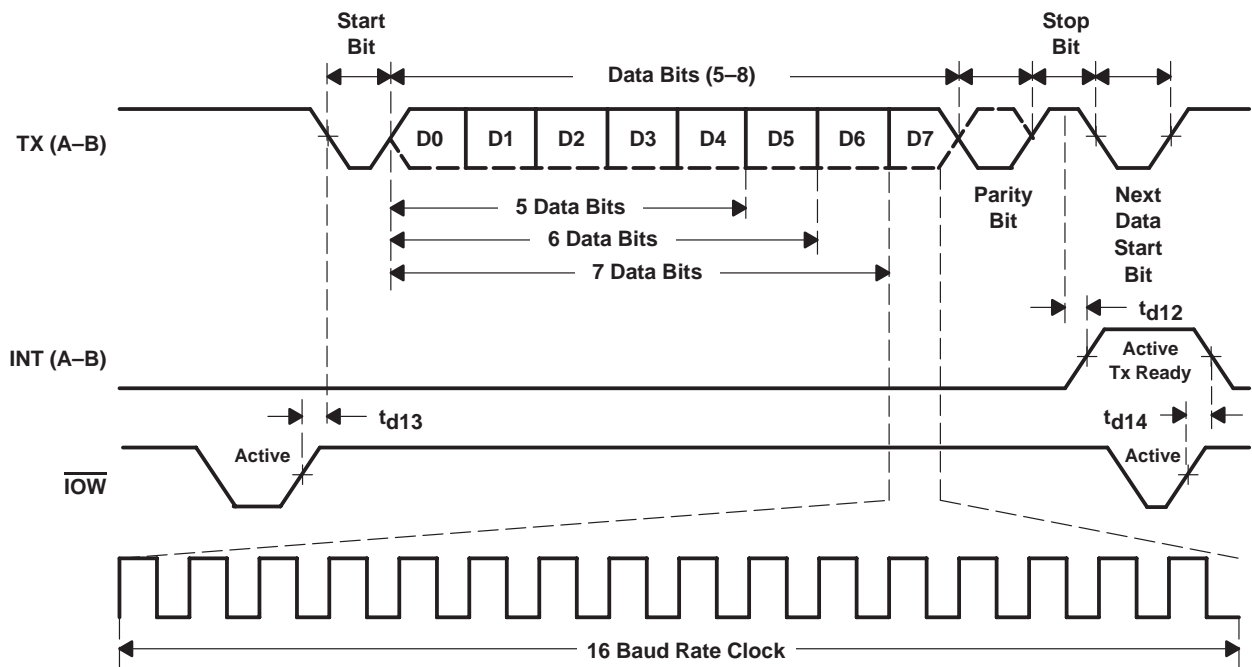 Start
Bit
Stop
Bit
Data Bits (5–8)
TX (A–B)
D0 D1 D2 D3 D4 D5 D6 D7
Parity
Bit
Next
Data
Start
Bit
5 Data Bits
6 Data Bits
7 Data Bits
td12
INT (A–B)
Active
Tx Ready
td13
td14
Active
Active
IOW
16 Baud Rate Clock